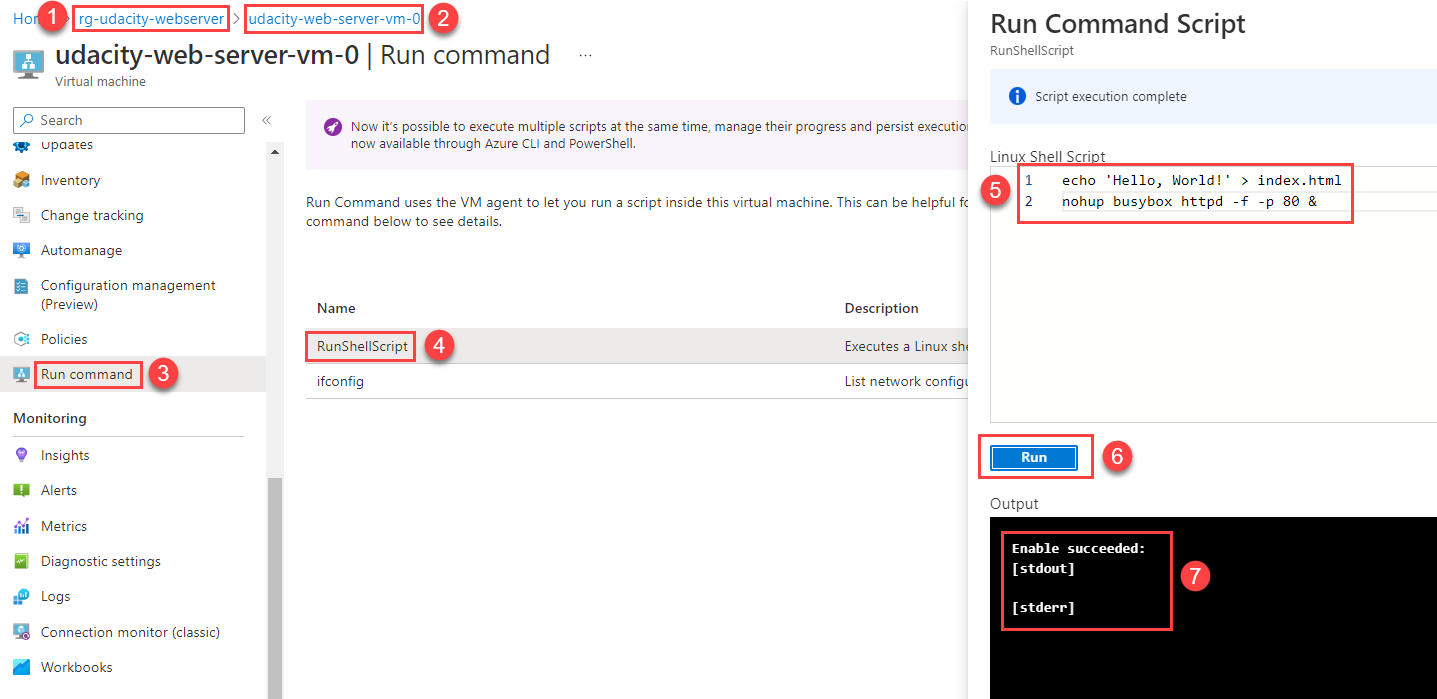 Hor
1
rg-udacity-webserver
udacity-web-server-vm-0
2
udacity-web-server-vm-0 | Run command
...
Virtual machine
Search
«
Updates
Inventory
Change tracking
Automanage
Configuration management
(Preview)
Policies
Run command
3
Monitoring
Insights
Alerts
Metrics
Diagnostic settings
Logs
Connection monitor (classic)
Workbooks
Now it's possible to execute multiple scripts at the same time, manage their progress and persist execution
now available through Azure CLI and PowerShell.
Run Command uses the VM agent to let you run a script inside this virtual machine. This can be helpful fo
command below to see details.
Name Description
RunShellScript 4 Executes a Linux she
ifconfig List network configu
Run Command Script
RunShellScript
Script execution complete
Linux Shell Script
5
1 echo 'Hello, World!' > index.html
2 nohup busybox httpd -f -p 80 &
Run
6
Output
Enable succeeded:
[stdout]
7
[stderr]